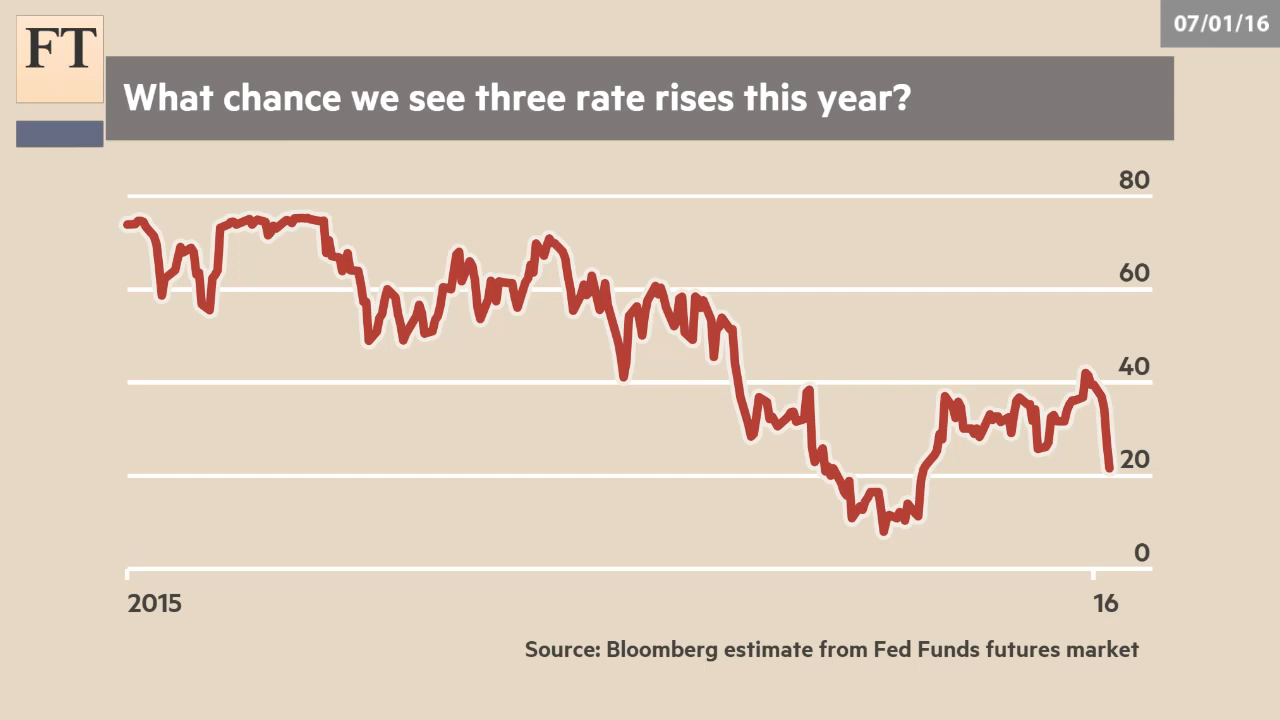 FT
07/01/16
What chance we see three rate rises this year?
80
60
40
20
0
2015
16
Source: Bloomberg estimate from Fed Funds futures market